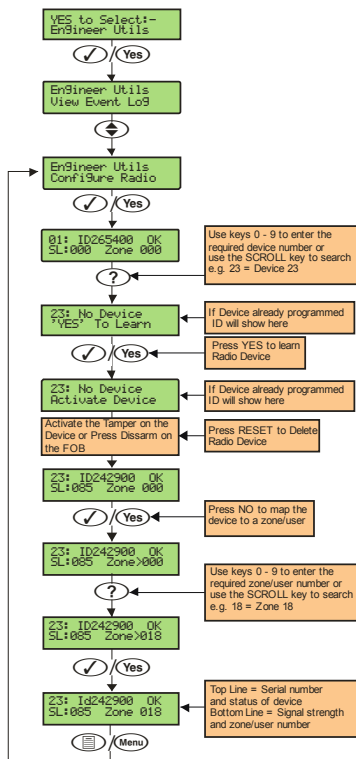 YES to Select:-
Engineer Utils
✓ / Yes
Engineer Utils
View Event Log
Engineer Utils
Configure Radio
✓ / Yes
01: ID265400 OK
SL:000 Zone 000
Use keys 0 - 9 to enter the
required device number or
use the SCROLL key to search
e.g. 23 = Device 23
?
23: No Device
'YES' To Learn
If Device already programmed
ID will show here
✓ / Yes
Press YES to learn
Radio Device
23: No Device
Activate Device
If Device already programmed
ID will show here
Activate the Tamper on the
Device or Press Dissarm on
the FOB
Press RESET to Delete
Radio Device
23: ID242900 OK
SL:085 Zone 000
✓ / Yes
Press NO to map the
device to a zone/user
23: ID242900 OK
SL:085 Zone>000
?
Use keys 0 - 9 to enter the
required zone/user number or
use the SCROLL key to search
e.g. 18 = Zone 18
23: ID242900 OK
SL:085 Zone>018
✓ / Yes
23: Id242900 OK
SL:085 Zone 018
Top Line = Serial number
and status of device
Bottom Line = Signal strength
and zone/user number
/ Menu